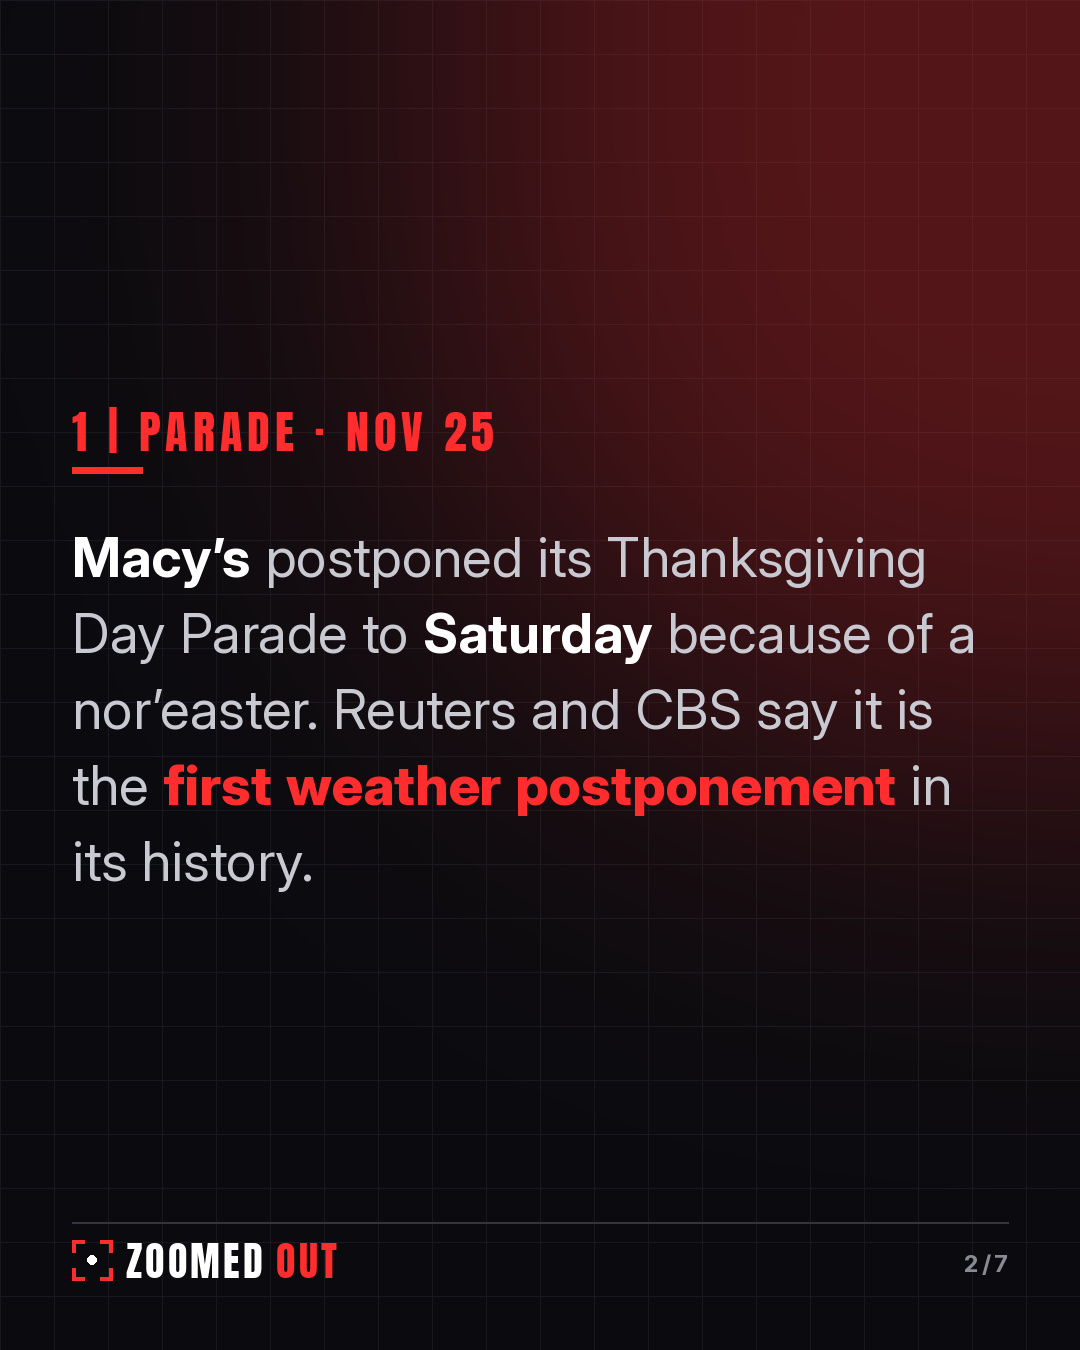 1 | PARADE · NOV 25
Macy’s postponed its Thanksgiving
Day Parade to Saturday because of a
nor’easter. Reuters and CBS say it is
the first weather postponement in
its history.
ZOOMED OUT
2/7